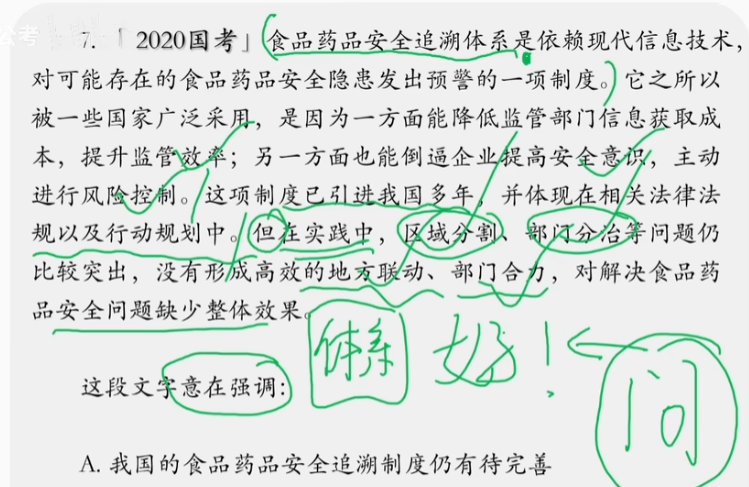 公考
7.「2020国考」食品药品安全追溯体系是依赖现代信息技术，
对可能存在的食品药品安全隐患发出预警的一项制度。它之所以
被一些国家广泛采用，是因为一方面能降低监管部门信息获取成
本，提升监管效率；另一方面也能倒逼企业提高安全意识，主动
进行风险控制。这项制度已引进我国多年，并体现在相关法律法
规以及行动规划中。但在实践中，区域分割、部门分治等问题仍
比较突出，没有形成高效的地方联动、部门合力，对解决食品药
品安全问题缺少整体效果。
体系 好！ 问
这段文字意在强调：
A. 我国的食品药品安全追溯制度仍有待完善